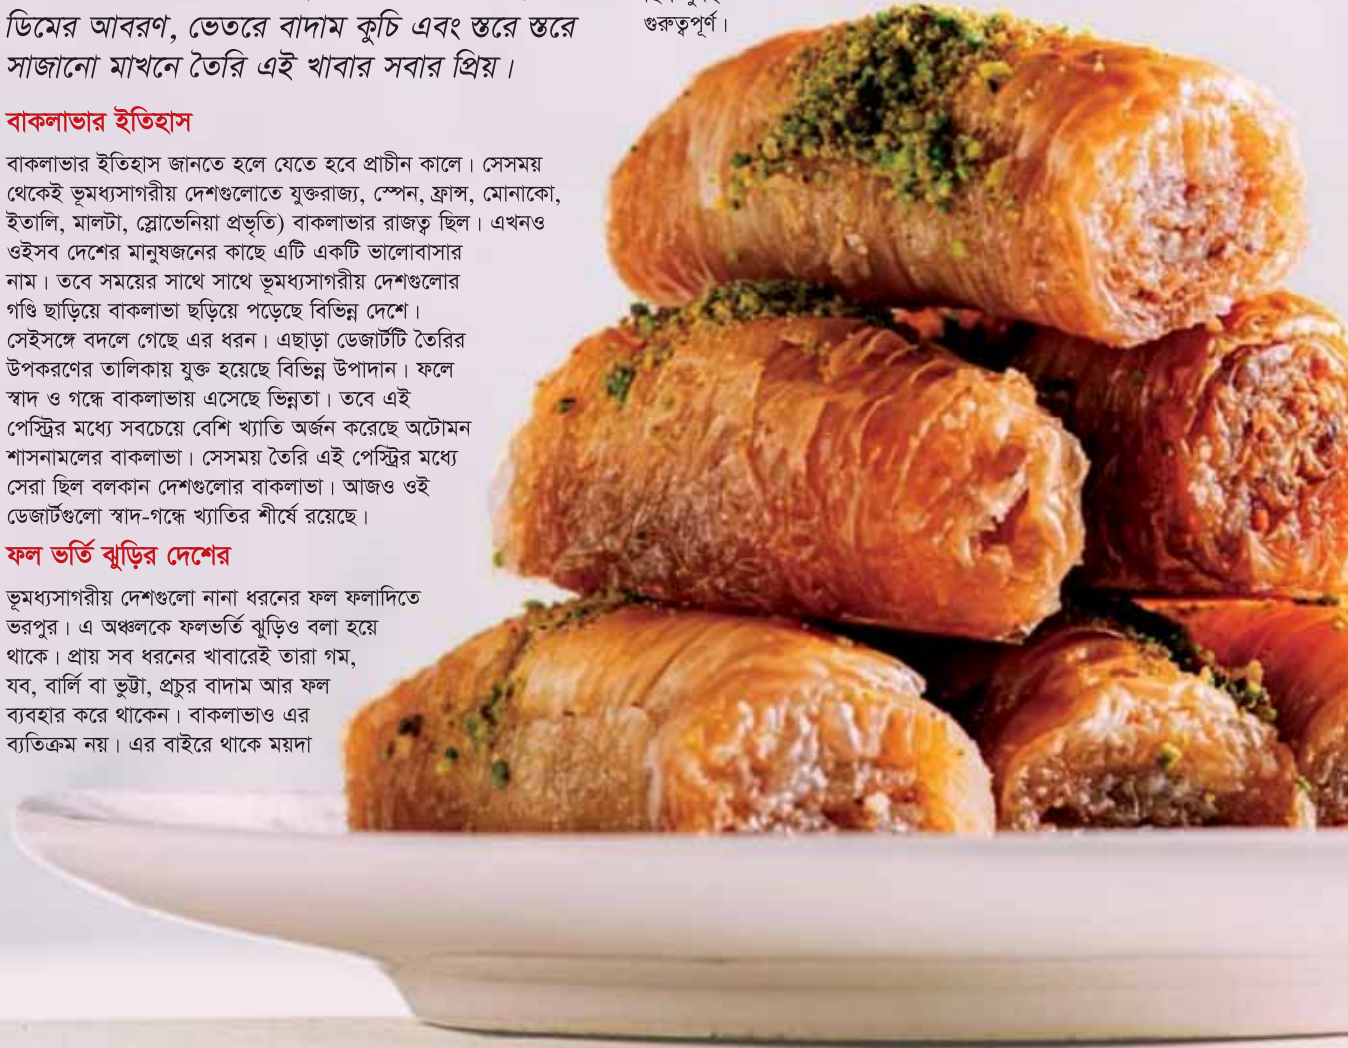 ডিমের আবরণ, ভেতরে বাদাম কুচি এবং স্তরে স্তরে
সাজানো মাখনে তৈরি এই খাবার সবার প্রিয়।
বাকলাভার ইতিহাস
বাকলাভার ইতিহাস জানতে হলে যেতে হবে প্রাচীন কালে। সেসময়
থেকেই ভূমধ্যসাগরীয় দেশগুলোতে যুক্তরাজ্য, স্পেন, ফ্রান্স, মোনাকো,
ইতালি, মালটা, স্লোভেনিয়া প্রভৃতি) বাকলাভার রাজত্ব ছিল। এখনও
ওইসব দেশের মানুষজনের কাছে এটি একটি ভালোবাসার
নাম। তবে সময়ের সাথে সাথে ভূমধ্যসাগরীয় দেশগুলোর
গণ্ডি ছাড়িয়ে বাকলাভা ছড়িয়ে পড়েছে বিভিন্ন দেশে।
সেইসঙ্গে বদলে গেছে এর ধরন। এছাড়া ডেজার্টটি তৈরির
উপকরণের তালিকায় যুক্ত হয়েছে বিভিন্ন উপাদান। ফলে
স্বাদ ও গন্ধে বাকলাভায় এসেছে ভিন্নতা। তবে এই
পেস্ট্রির মধ্যে সবচেয়ে বেশি খ্যাতি অর্জন করেছে অটোমন
শাসনামলের বাকলাভা। সেসময় তৈরি এই পেস্ট্রির মধ্যে
সেরা ছিল বলকান দেশগুলোর বাকলাভা। আজও ওই
ডেজার্টগুলো স্বাদ-গন্ধে খ্যাতির শীর্ষে রয়েছে।
ফল ভর্তি ঝুড়ির দেশের
ভূমধ্যসাগরীয় দেশগুলো নানা ধরনের ফল ফলাদিতে
ভরপুর। এ অঞ্চলকে ফলভর্তি ঝুড়িও বলা হয়ে
থাকে। প্রায় সব ধরনের খাবারেই তারা গম,
যব, বার্লি বা ভুট্টা, প্রচুর বাদাম আর ফল
ব্যবহার করে থাকেন। বাকলাভাও এর
ব্যতিক্রম নয়। এর বাইরে থাকে ময়দা
গুরুত্বপূর্ণ।